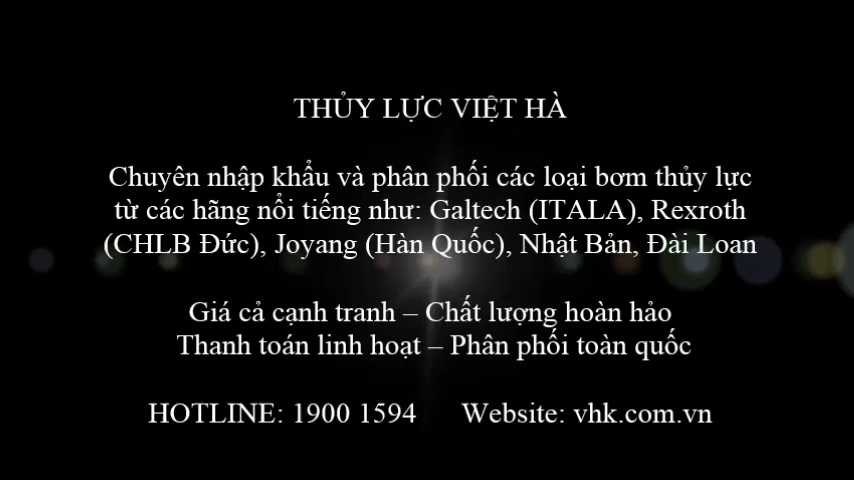 THỦY LỰC VIỆT HÀ
Chuyên nhập khẩu và phân phối các loại bơm thủy lực
từ các hãng nổi tiếng như: Galtech (ITALA), Rexroth
(CHLB Đức), Joyang (Hàn Quốc), Nhật Bản, Đài Loan
Giá cả cạnh tranh – Chất lượng hoàn hảo
Thanh toán linh hoạt – Phân phối toàn quốc
HOTLINE: 1900 1594 Website: vhk.com.vn